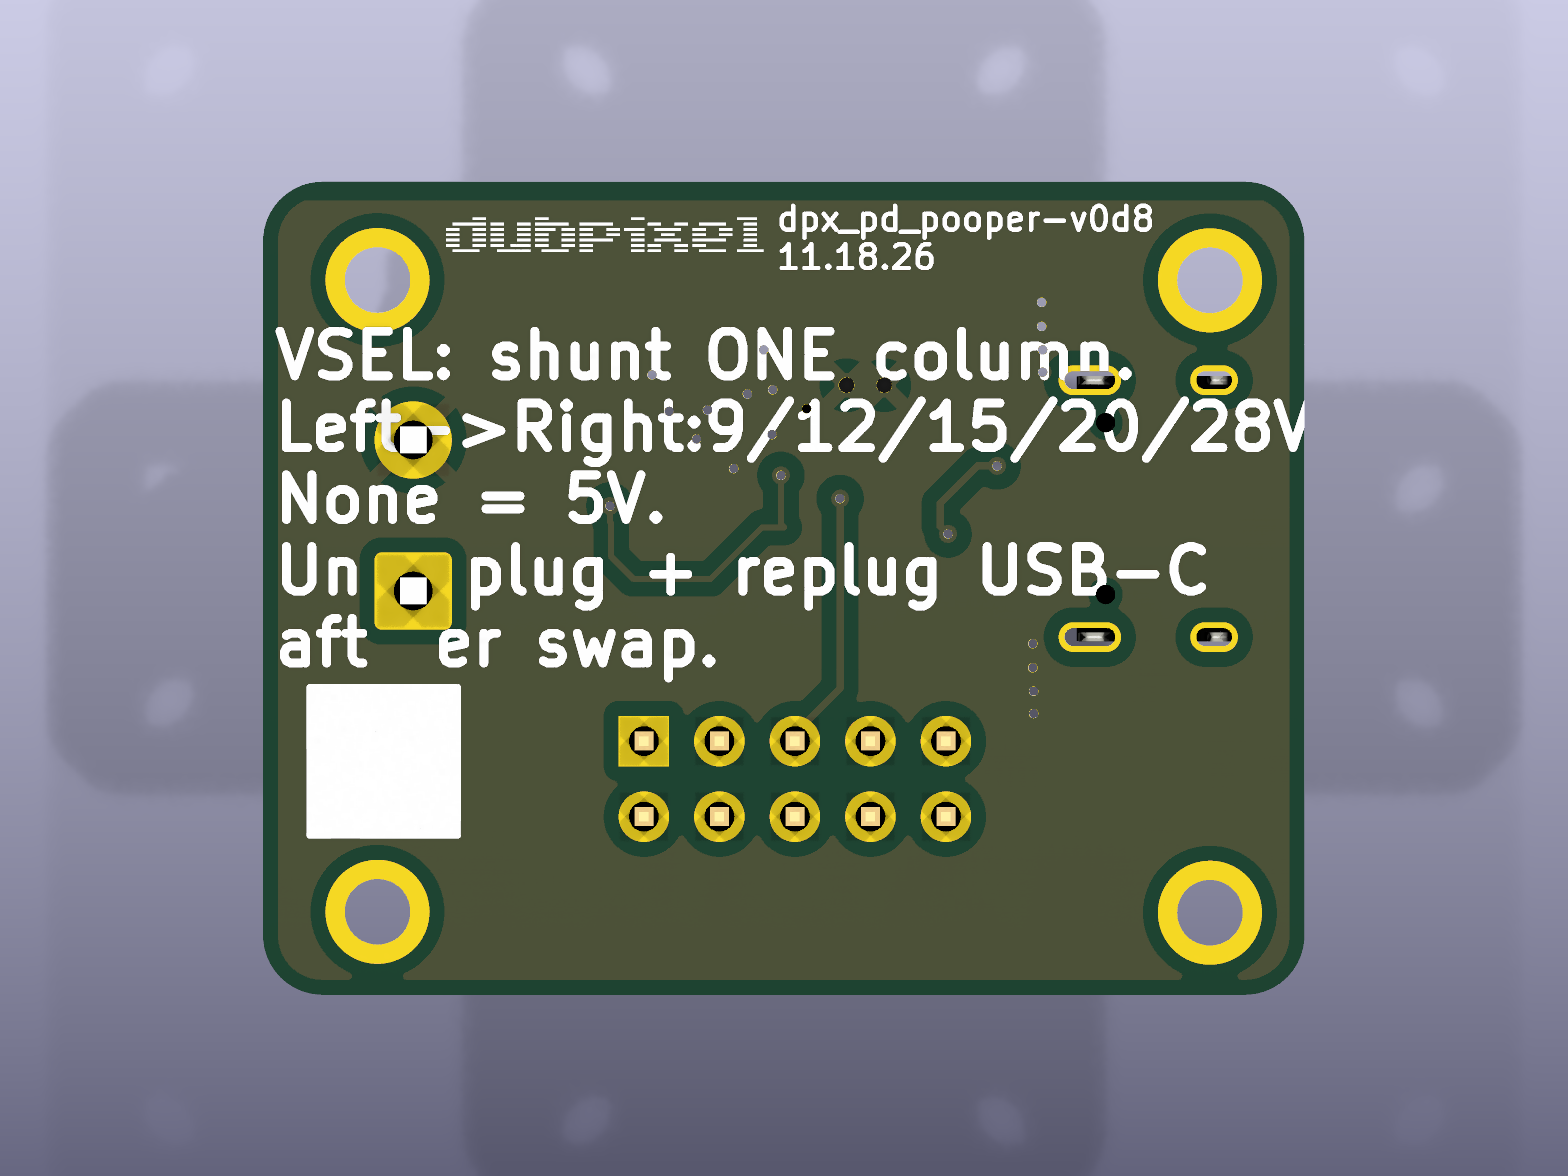 dubpixel
dpx_pd_pooper-v0d8
11.18.26
VSEL: shunt ONE column.
Left->Right:9/12/15/20/28V
None = 5V.
Un plug + replug USB-C
aft er swap.